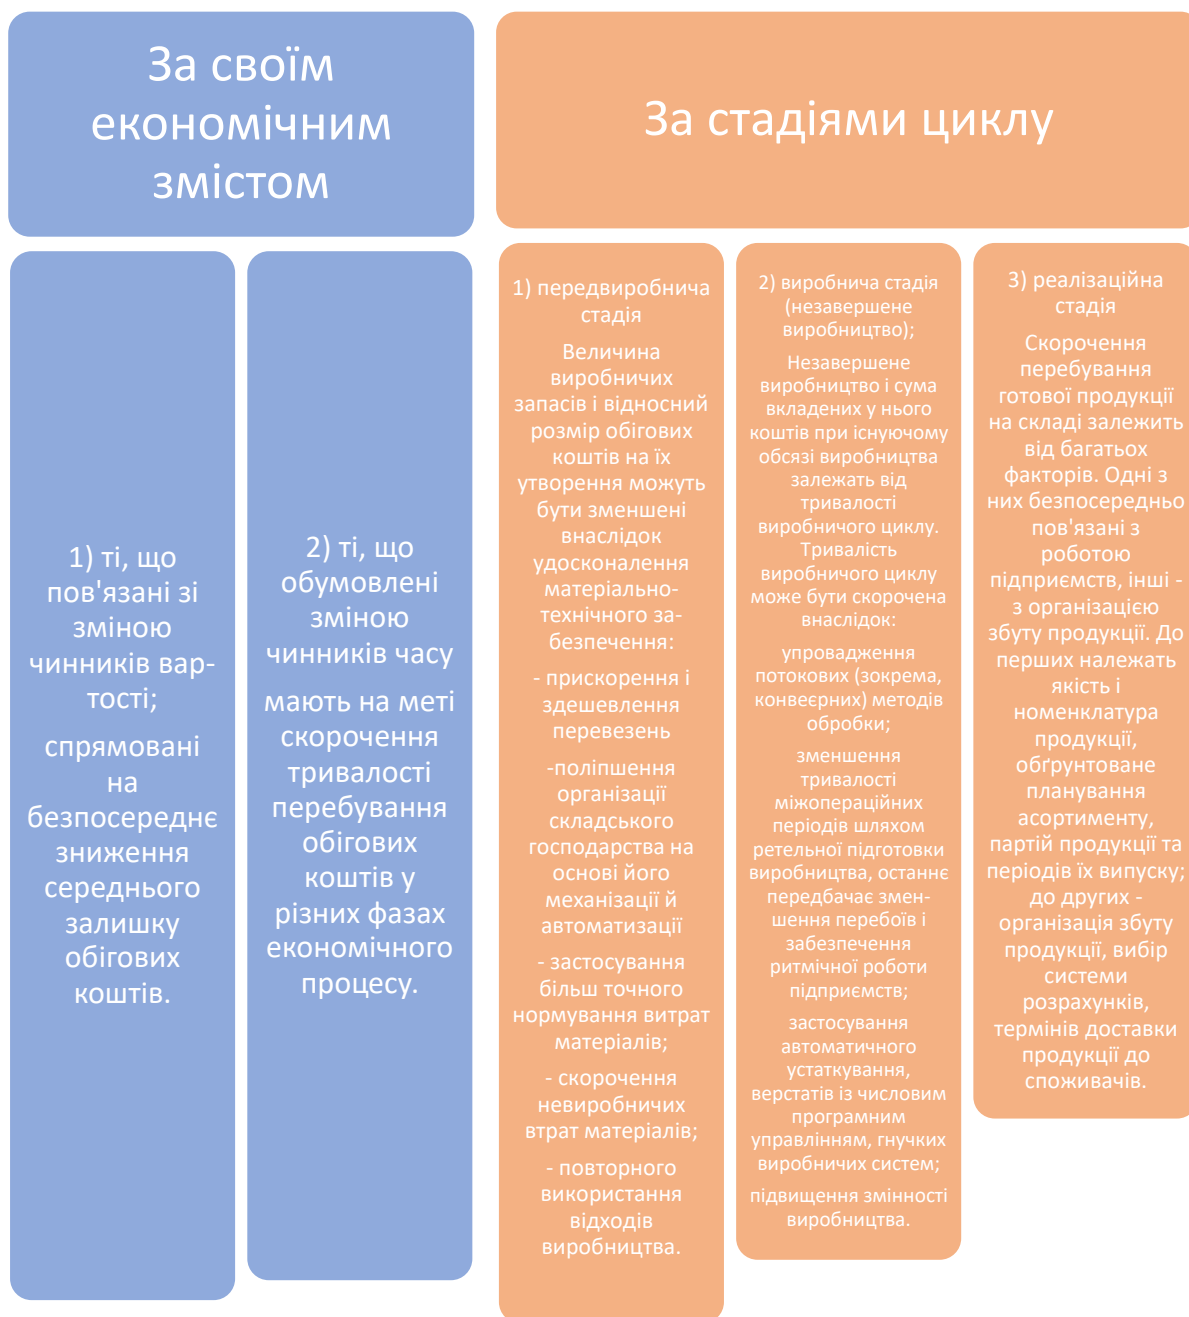 За своїм
економічним
змістом
За стадіями циклу
1) ті, що
пов'язані зі
зміною
чинників вар-
тості;
спрямовані
на
безпосереднє
зниження
середнього
залишку
обігових
коштів.
2) ті, що
обумовлені
зміною
чинників часу
мають на меті
скорочення
тривалості
перебування
обігових
коштів у
різних фазах
економічного
процесу.
1) передвиробнича
стадія
Величина
виробничих
запасів і відносний
розмір обігових
коштів на їх
утворення можуть
бути зменшені
внаслідок
удосконалення
матеріально-
технічного за-
безпечення:
- прискорення і
здешевлення
перевезень
-поліпшення
організації
складського
господарства на
основі його
механізації й
автоматизації
- застосування
більш точного
нормування витрат
матеріалів;
- скорочення
невиробничих
втрат матеріалів;
- повторного
використання
відходів
виробництва.
2) виробнича стадія
(незавершене
виробництво);
Незавершене
виробництво і сума
вкладених у нього
коштів при існуючому
обсязі виробництва
залежать від
тривалості
виробничого циклу.
Тривалість
виробничого циклу
може бути скорочена
внаслідок:
упровадження
потокових (зокрема,
конвеєрних) методів
обробки;
зменшення
тривалості
міжопераційних
періодів шляхом
ретельної підготовки
виробництва, останнє
передбачає змен-
шення перебоїв і
забезпечення
ритмічної роботи
підприємств;
застосування
автоматичного
устаткування,
верстатів із числовим
програмним
управлінням, гнучких
виробничих систем;
підвищення змінності
виробництва.
3) реалізаційна
стадія
Скорочення
перебування
готової продукції
на складі залежить
від багатьох
факторів. Одні з
них безпосередньо
пов'язані з
роботою
підприємств, інші -
з організацією
збуту продукції. До
перших належать
якість і
номенклатура
продукції,
обґрунтоване
планування
асортименту,
партій продукції та
періодів їх випуску;
до других -
організація збуту
продукції, вибір
системи
розрахунків,
термінів доставки
продукції до
споживачів.